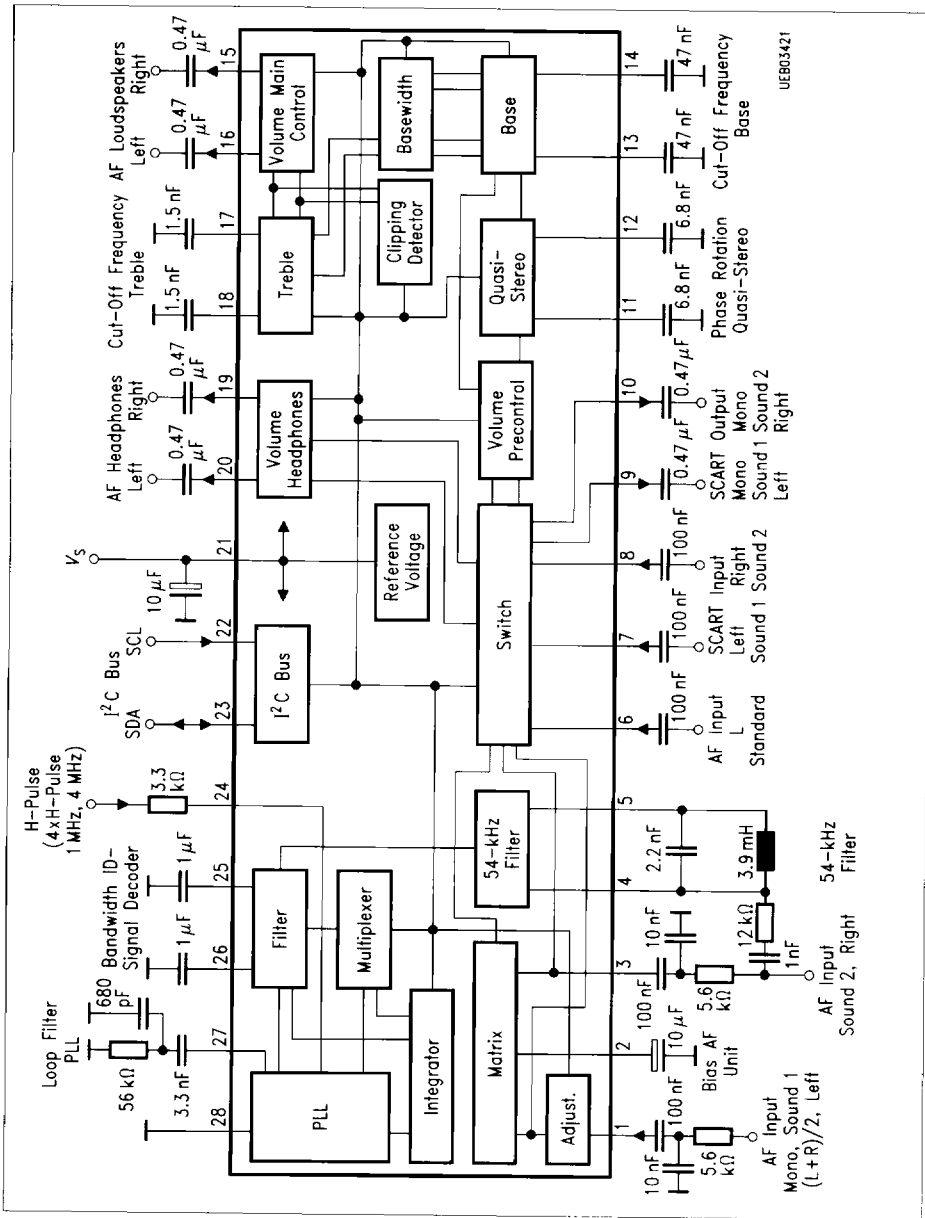 H-Pulse
(4xH-Pulse
1 MHz, 4 MHz)
Loop Filter
PLL
680
pF
56 kΩ
3.3 nF
Bandwidth ID-
Signal Decoder
1 µF
1 µF
3.3
kΩ
I²C Bus
SDA
SCL
VS
10 µF
AF Headphones
Left
Right
0.47
µF
0.47
µF
Cut-Off Frequency
Treble
1.5 nF
1.5 nF
AF Loudspeakers
Left
Right
0.47
µF
0.47
µF
28
27
26
25
24
23
22
21
20
19
18
17
16
15
PLL
Filter
Multiplexer
Integrator
I²C Bus
Reference
Voltage
Volume
Headphones
Treble
Clipping
Detector
Volume Main
Control
Basewidth
Matrix
Adjust.
54-kHz
Filter
Switch
Volume
Precontrol
Quasi-
Stereo
Base
1
2
3
4
5
6
7
8
9
10
11
12
13
14
10 nF
100 nF
5.6
kΩ
AF Input
Mono, Sound 1
(L+R)/2, Left
10 µF
Bias AF
Unit
100 nF
10 nF
5.6
kΩ
12 kΩ
1 nF
AF Input
Sound 2, Right
2.2 nF
3.9 mH
54-kHz
Filter
100 nF
AF Input
L
Standard
100 nF
100 nF
SCART Input
Left Right
Sound 1 Sound 2
0.47 µF
0.47 µF
SCART Output
Mono Mono
Sound 1 Sound 2
Left Right
6.8 nF
6.8 nF
Phase Rotation
Quasi-Stereo
47 nF
47 nF
Cut-Off Frequency
Base
UEB03421